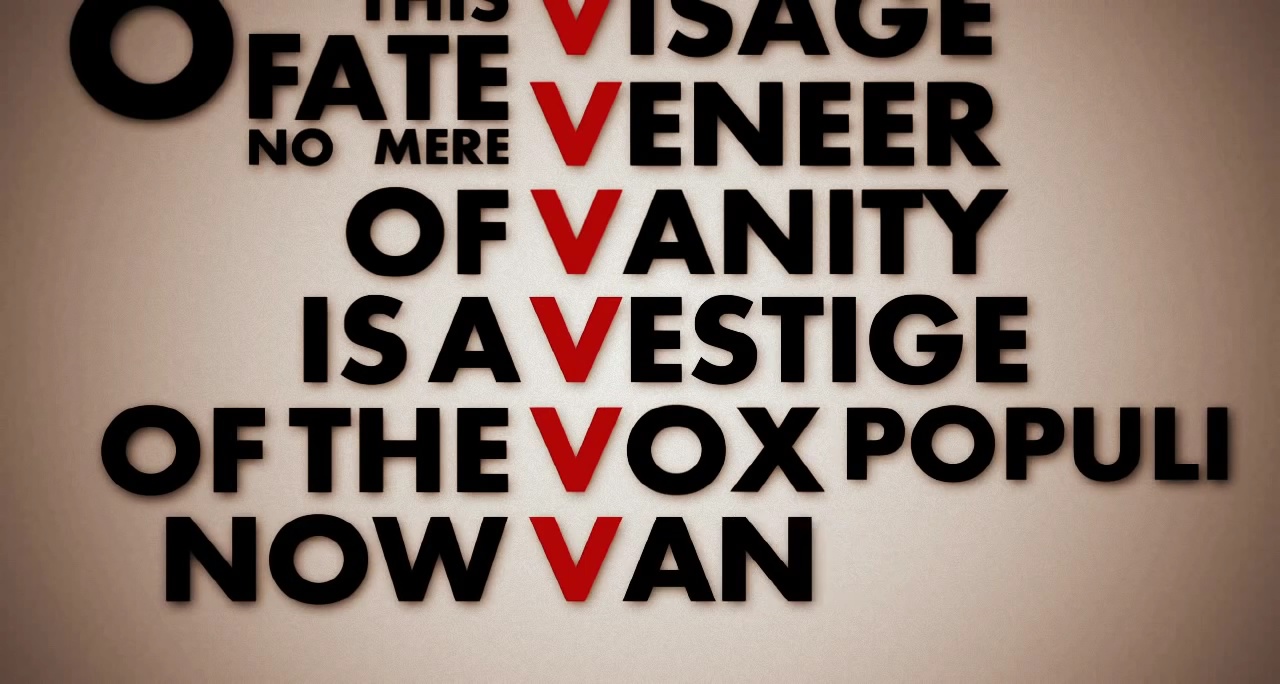 THIS VISAGE
O FATE
NO MERE VENEER
OF VANITY
IS A VESTIGE
OF THE VOX POPULI
NOW VAN